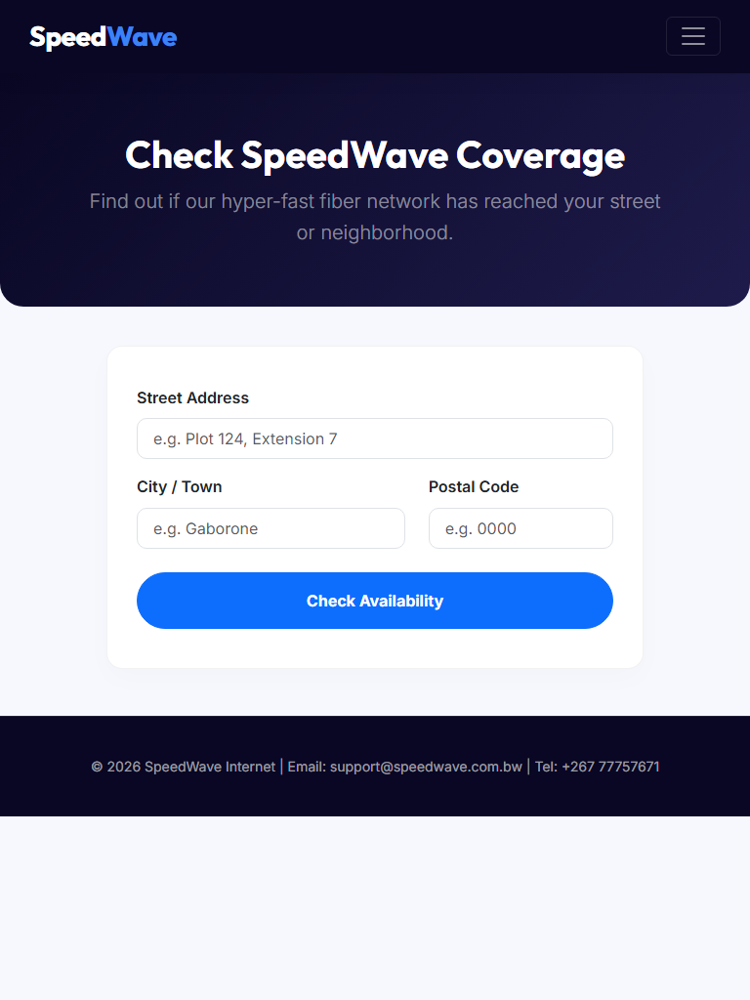 SpeedWave
Check SpeedWave Coverage
Find out if our hyper-fast fiber network has reached your street
or neighborhood.
Street Address
e.g. Plot 124, Extension 7
City / Town
e.g. Gaborone
Postal Code
e.g. 0000
Check Availability
© 2026 SpeedWave Internet | Email: support@speedwave.com.bw | Tel: +267 77757671